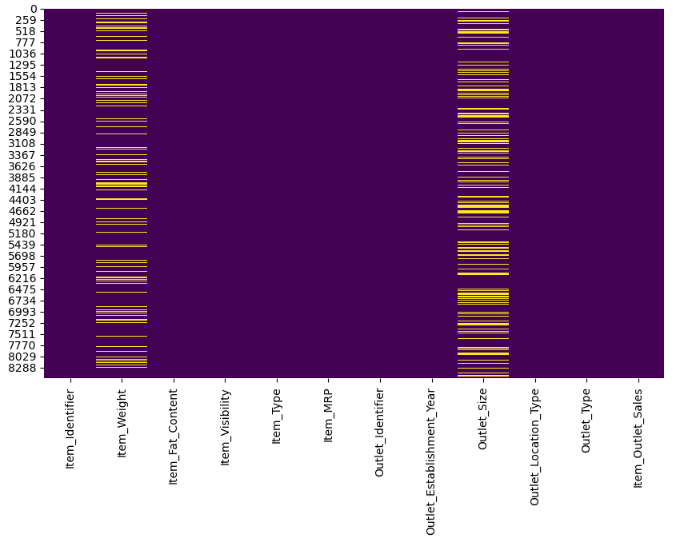 0
259
518
777
1036
1295
1554
1813
2072
2331
2590
2849
3108
3367
3626
3885
4144
4403
4662
4921
5180
5439
5698
5957
6216
6475
6734
6993
7252
7511
7770
8029
8288
Item_Identifier
Item_Weight
Item_Fat_Content
Item_Visibility
Item_Type
Item_MRP
Outlet_Identifier
Outlet_Establishment_Year
Outlet_Size
Outlet_Location_Type
Outlet_Type
Item_Outlet_Sales